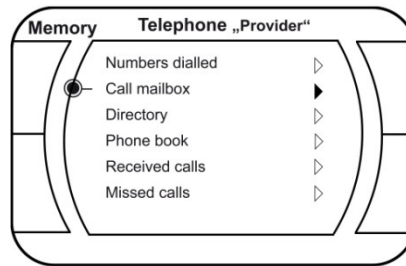 Memory
Telephone „Provider“
Numbers dialled
Call mailbox
Directory
Phone book
Received calls
Missed calls